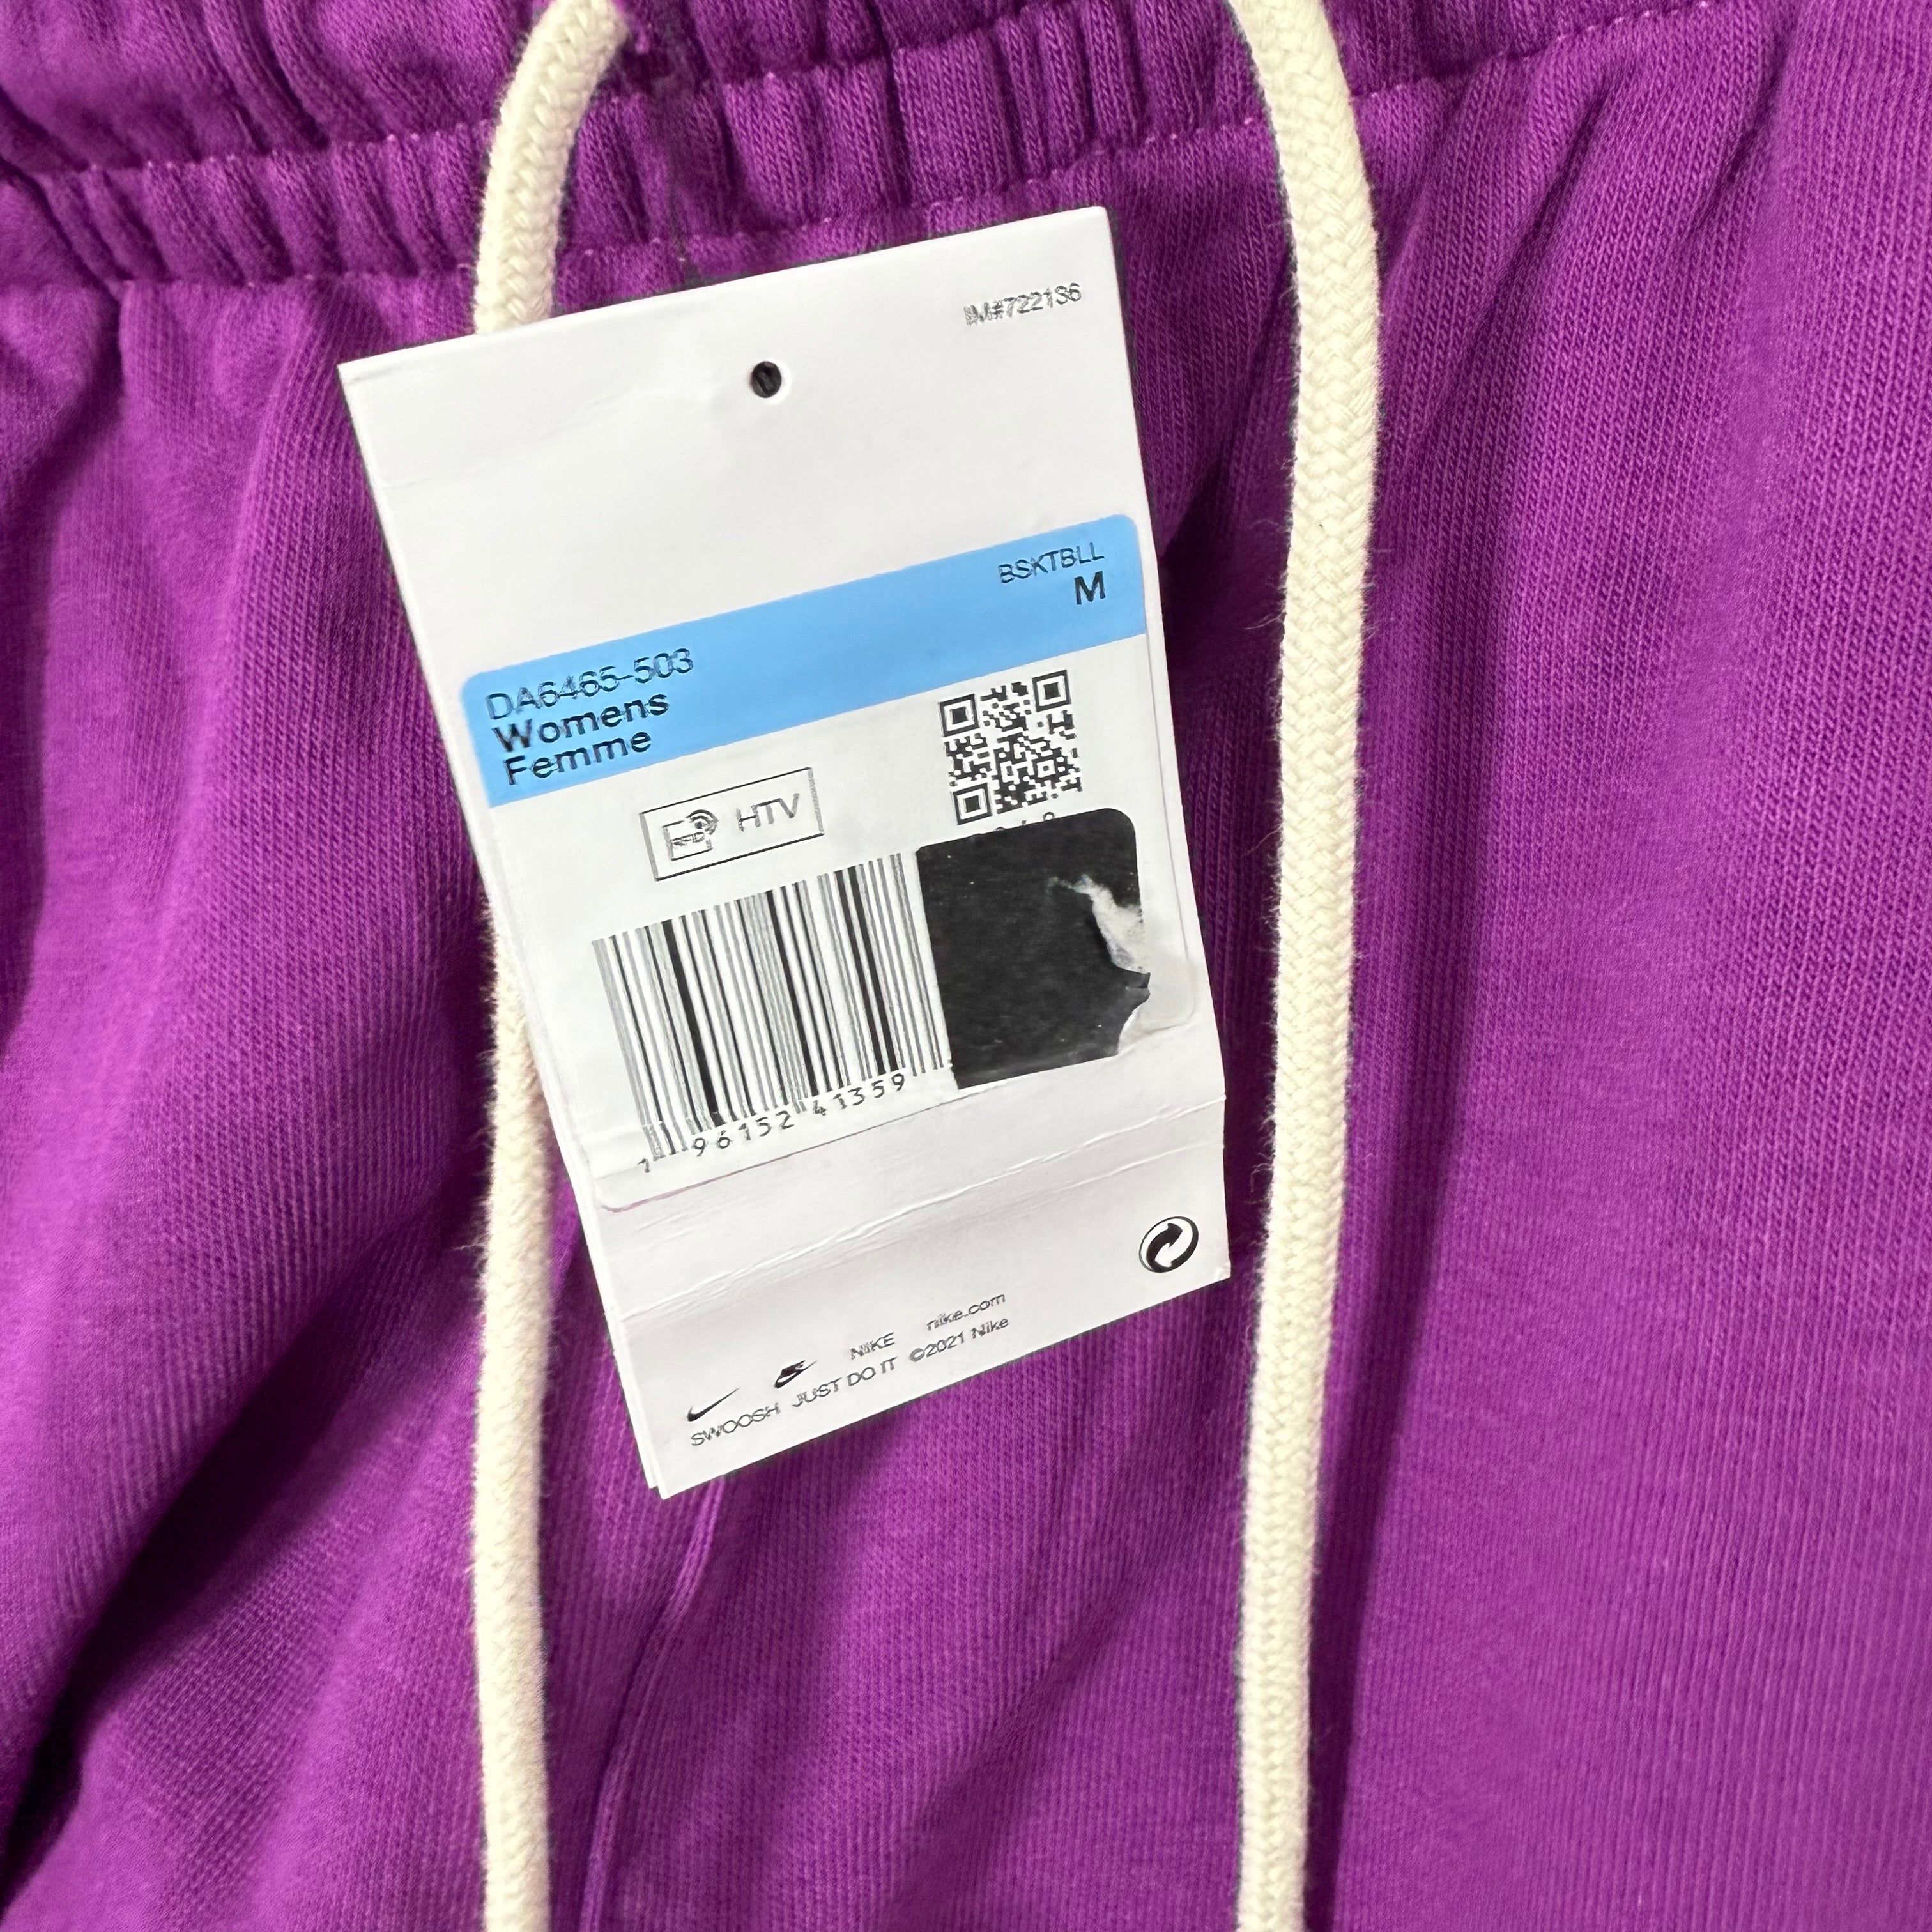 IM#722136
BSKTBLL
M
DA6465-503
Womens
Femme
HTV
1 96152 41359
NIKE nike.com
SWOOSH JUST DO IT ©2021 Nike